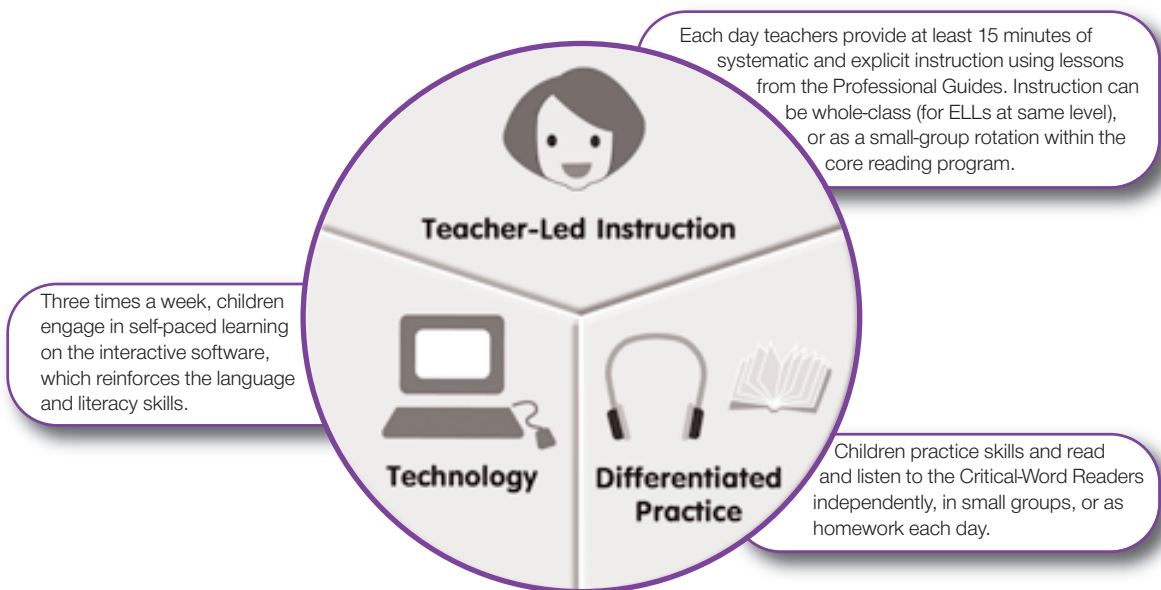 Each day teachers provide at least 15 minutes of
systematic and explicit instruction using lessons
from the Professional Guides. Instruction can
be whole-class (for ELLs at same level),
or as a small-group rotation within the
core reading program.
Teacher-Led Instruction
Three times a week, children
engage in self-paced learning
on the interactive software,
which reinforces the language
and literacy skills.
Technology
Differentiated
Practice
Children practice skills and read
and listen to the Critical-Word Readers
independently, in small groups, or as
homework each day.